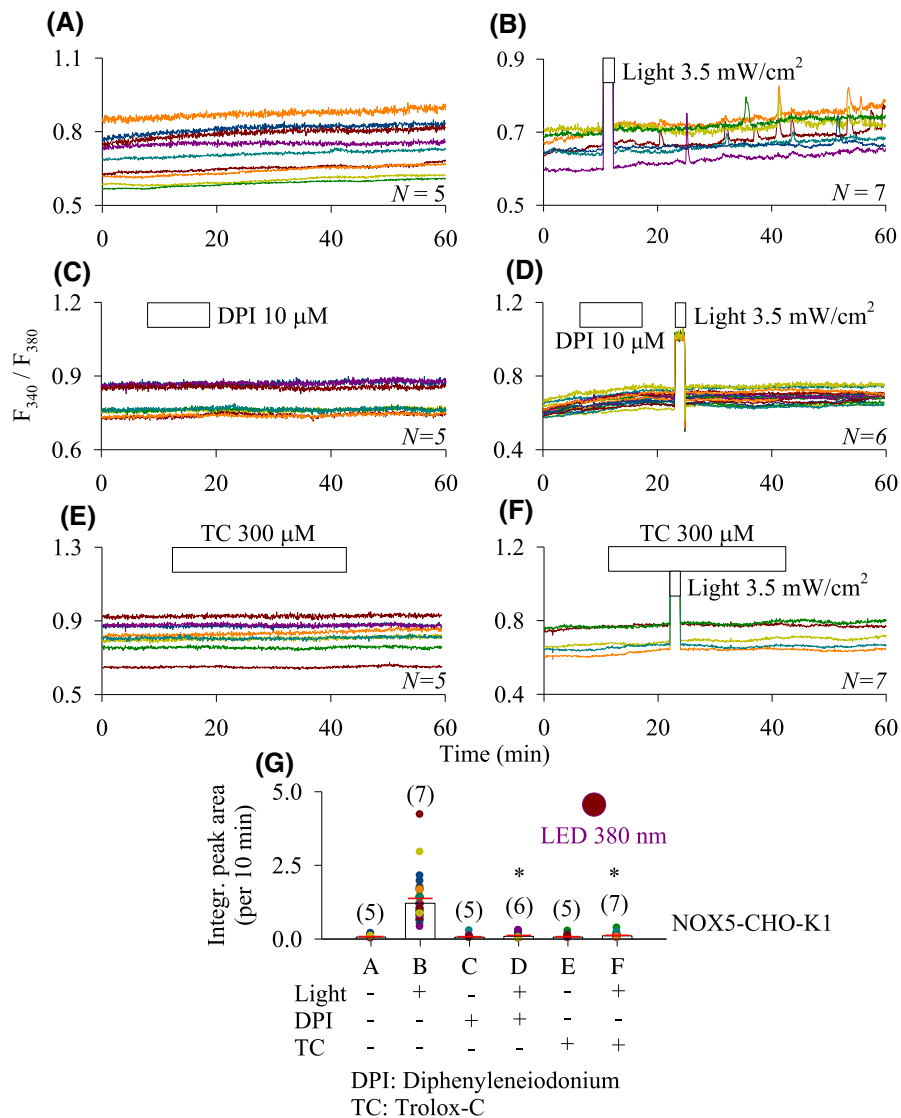 (A)
1.1
0.8
0.5
N = 5
0 20 40 60
(B)
0.9
Light 3.5 mW/cm²
0.7
0.5
N = 7
0 20 40 60
(C)
1.2
DPI 10 μM
0.9
0.6
N=5
0 20 40 60
(D)
1.2
DPI 10 μM
Light 3.5 mW/cm²
0.8
0.4
N=6
0 20 40 60
F340 / F380
(E)
TC 300 μM
1.3
0.9
0.5
N=5
0 20 40 60
(F)
TC 300 μM
1.2
Light 3.5 mW/cm²
0.8
0.4
N=7
0 20 40 60
Time (min)
(G)
Integr. peak area
(per 10 min)
5.0
2.5
0.0
(5) (7) (5) (6) (5) (7)
* *
LED 380 nm
NOX5-CHO-K1
A B C D E F
Light - + - + - +
DPI - - + + - -
TC - - - - + +
DPI: Diphenyleneiodonium
TC: Trolox-C